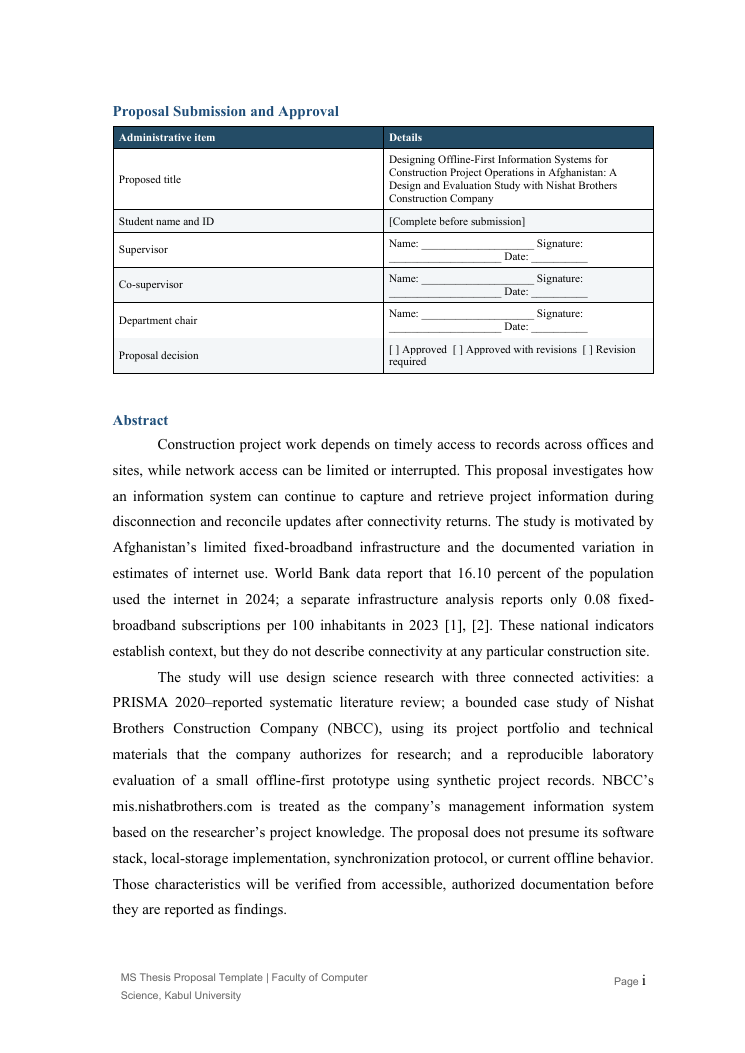 Proposal Submission and Approval
Administrative item Details
Proposed title
Designing Offline-First Information Systems for
Construction Project Operations in Afghanistan: A
Design and Evaluation Study with Nishat Brothers
Construction Company
Student name and ID [Complete before submission]
Supervisor
Name: ____________________ Signature:
____________________ Date: __________
Co-supervisor
Name: ____________________ Signature:
____________________ Date: __________
Department chair
Name: ____________________ Signature:
____________________ Date: __________
Proposal decision
[ ] Approved [ ] Approved with revisions [ ] Revision
required
Abstract
Construction project work depends on timely access to records across offices and
sites, while network access can be limited or interrupted. This proposal investigates how
an information system can continue to capture and retrieve project information during
disconnection and reconcile updates after connectivity returns. The study is motivated by
Afghanistan’s limited fixed-broadband infrastructure and the documented variation in
estimates of internet use. World Bank data report that 16.10 percent of the population
used the internet in 2024; a separate infrastructure analysis reports only 0.08 fixed-
broadband subscriptions per 100 inhabitants in 2023 [1], [2]. These national indicators
establish context, but they do not describe connectivity at any particular construction site.
The study will use design science research with three connected activities: a
PRISMA 2020–reported systematic literature review; a bounded case study of Nishat
Brothers Construction Company (NBCC), using its project portfolio and technical
materials that the company authorizes for research; and a reproducible laboratory
evaluation of a small offline-first prototype using synthetic project records. NBCC’s
mis.nishatbrothers.com is treated as the company’s management information system
based on the researcher’s project knowledge. The proposal does not presume its software
stack, local-storage implementation, synchronization protocol, or current offline behavior.
Those characteristics will be verified from accessible, authorized documentation before
they are reported as findings.
MS Thesis Proposal Template | Faculty of Computer
Science, Kabul University
Page i